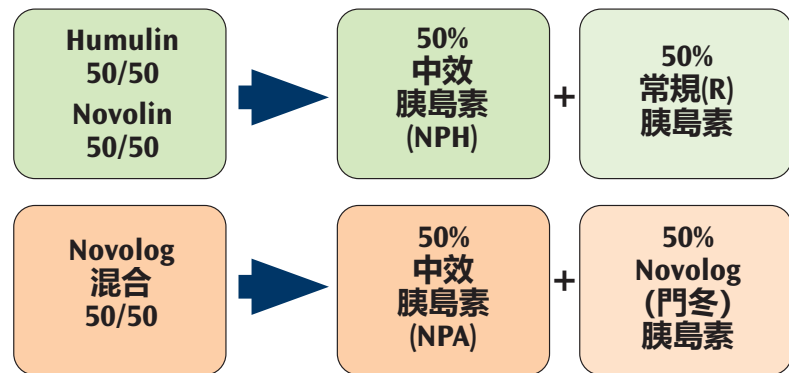 Humulin
50/50
Novolin
50/50
50%
中效
胰島素
(NPH)
+
50%
常規(R)
胰島素
Novolog
混合
50/50
50%
中效
胰島素
(NPA)
+
50%
Novolog
(門冬)
胰島素